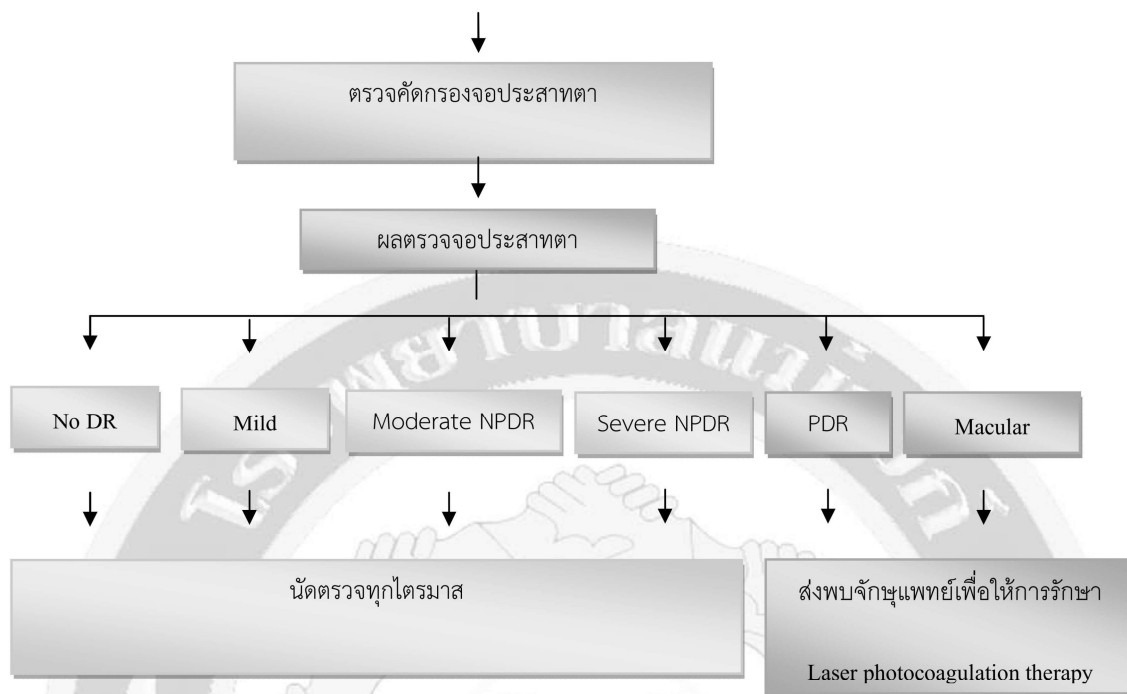 ตรวจคัดกรองจอประสาทตา
ผลตรวจจอประสาทตา
No DR
Mild
Moderate NPDR
Severe NPDR
PDR
Macular
นัดตรวจทุกไตรมาส
ส่งพบจักษุแพทย์เพื่อให้การรักษา
Laser photocoagulation therapy